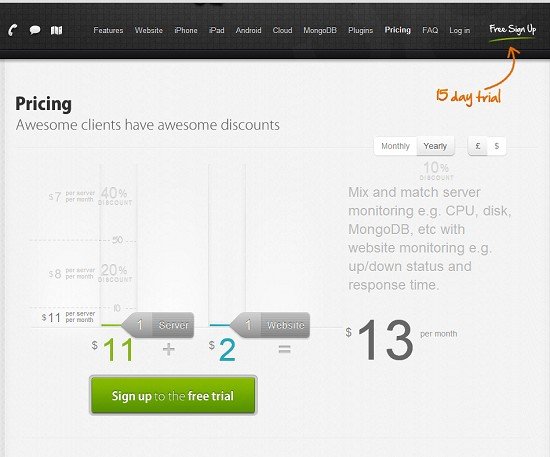 Features Website iPhone iPad Android Cloud MongoDB Plugins Pricing FAQ Log in Free Sign Up
15 day trial
Pricing
Awesome clients have awesome discounts
Monthly Yearly £ $
10%
DISCOUNT
$7 per server per month
40%
DISCOUNT
50
$8 per server per month
20%
DISCOUNT
10
$11 per server per month
1 Server
1 Website
$11 + $2 =
Mix and match server
monitoring e.g. CPU, disk,
MongoDB, etc with
website monitoring e.g.
up/down status and
response time.
$13 per month
Sign up to the free trial